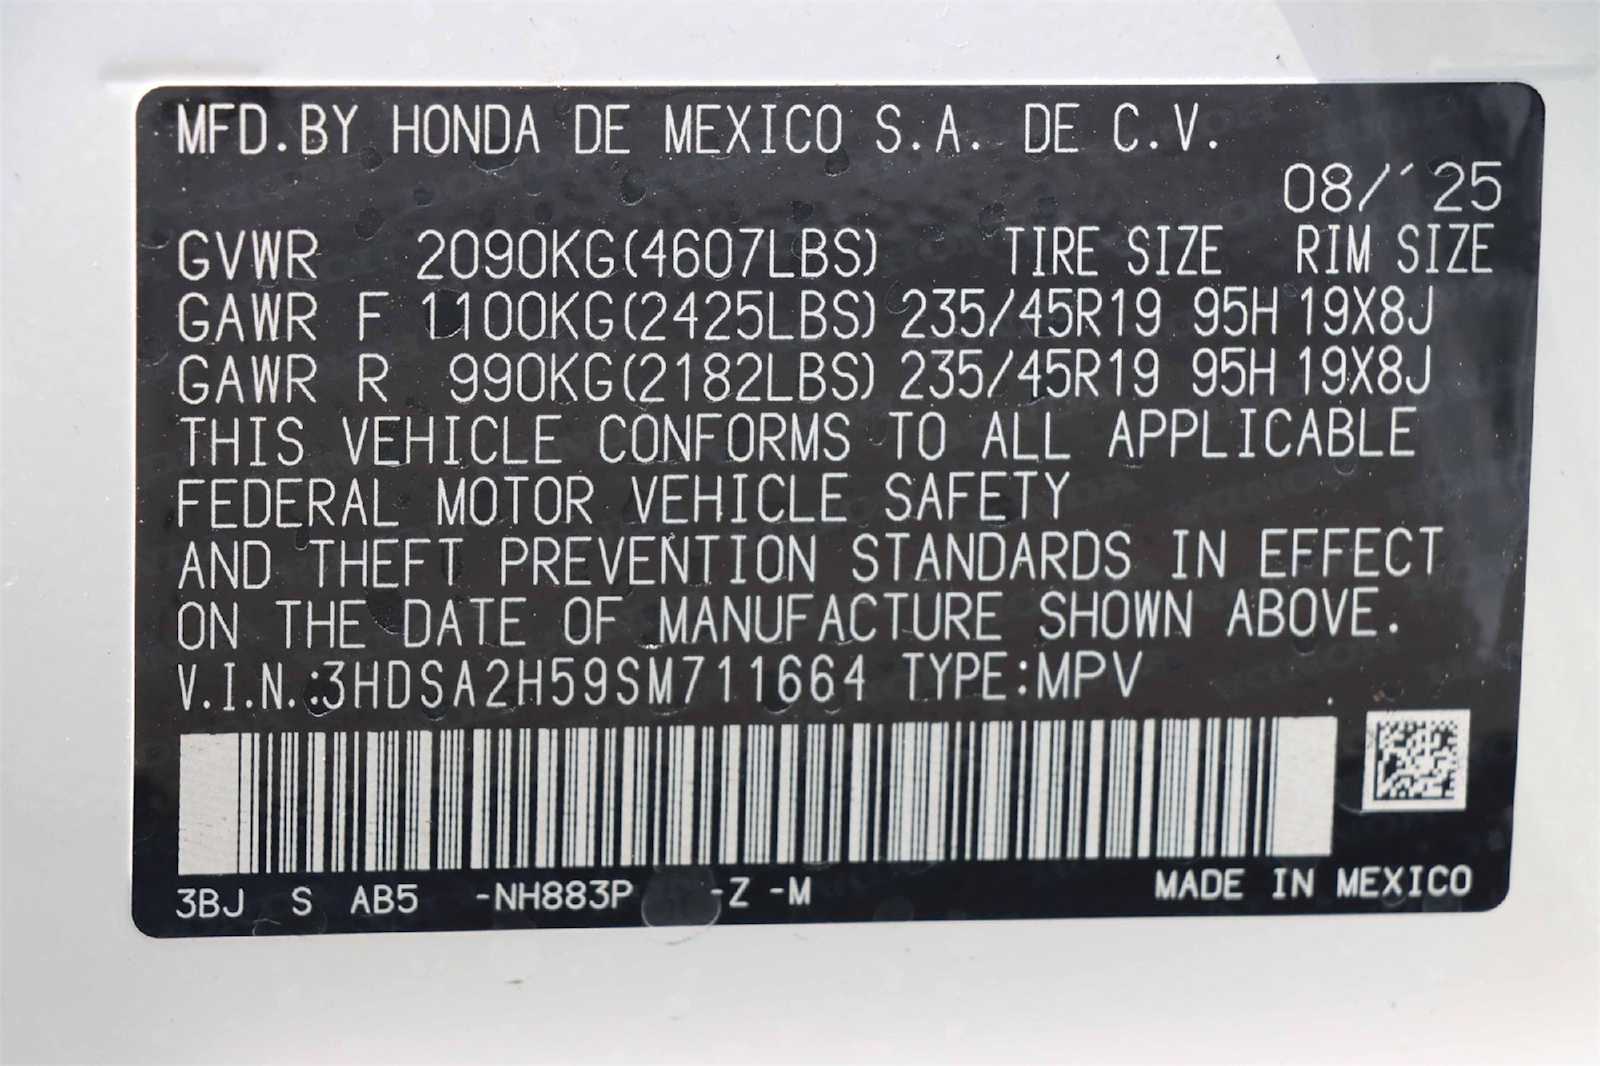 MFD.BY HONDA DE MEXICO S.A. DE C.V.
08/'25
GVWR 2090KG(4607LBS) TIRE SIZE RIM SIZE
GAWR F 1100KG(2425LBS) 235/45R19 95H 19X8J
GAWR R 990KG(2182LBS) 235/45R19 95H 19X8J
THIS VEHICLE CONFORMS TO ALL APPLICABLE
FEDERAL MOTOR VEHICLE SAFETY
AND THEFT PREVENTION STANDARDS IN EFFECT
ON THE DATE OF MANUFACTURE SHOWN ABOVE.
V.I.N.:3HDSA2H59SM711664 TYPE:MPV
3BJ S AB5 -NH883P -Z -M MADE IN MEXICO